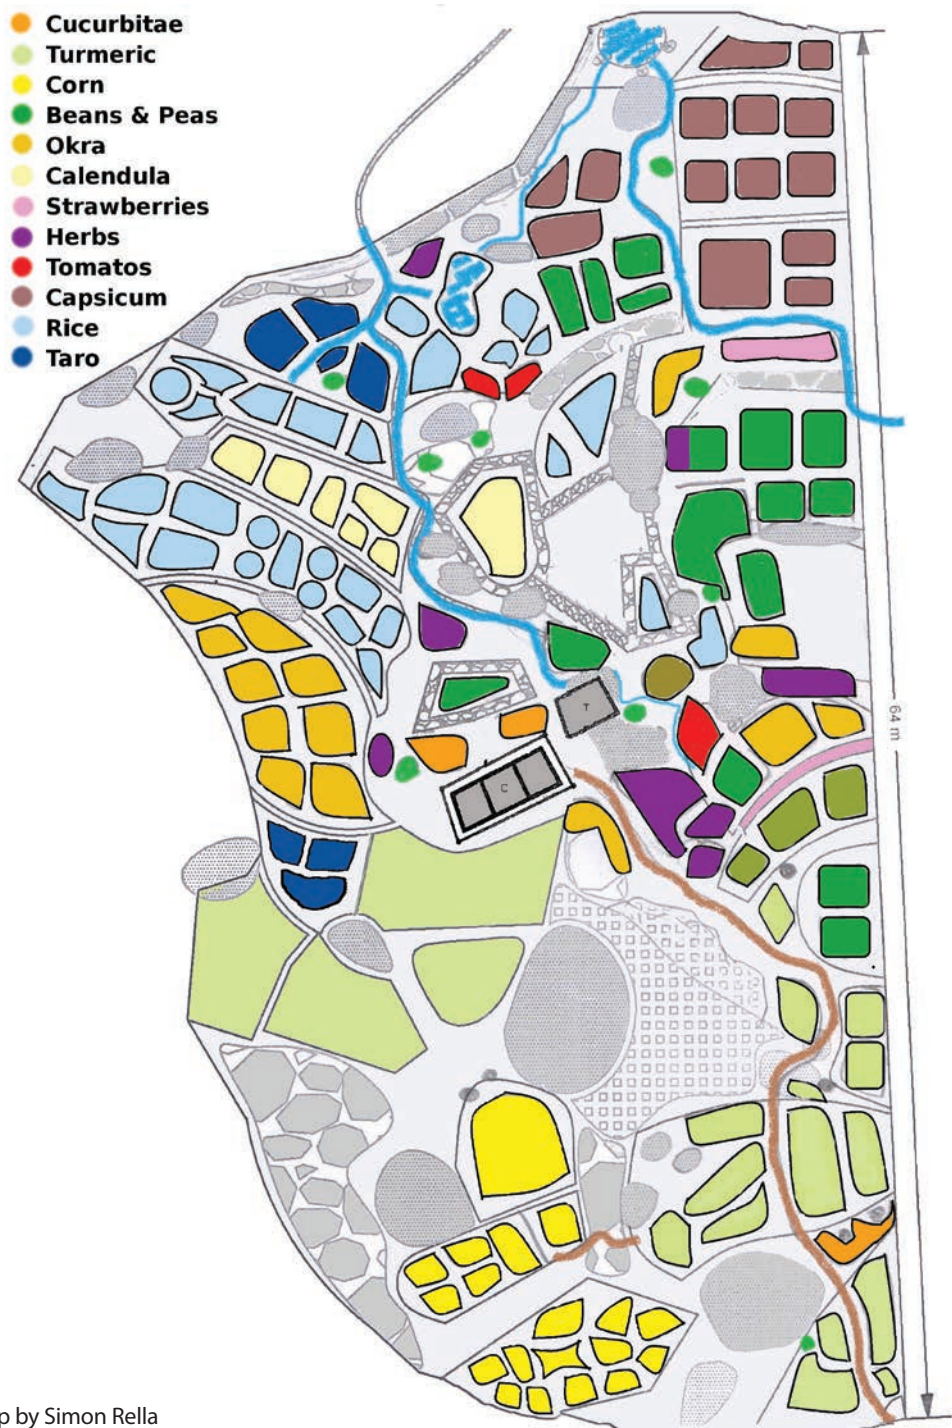 Cucurbitae
Turmeric
Corn
Beans & Peas
Okra
Calendula
Strawberries
Herbs
Tomatos
Capsicum
Rice
Taro
T
64 m
C
p by Simon Rella